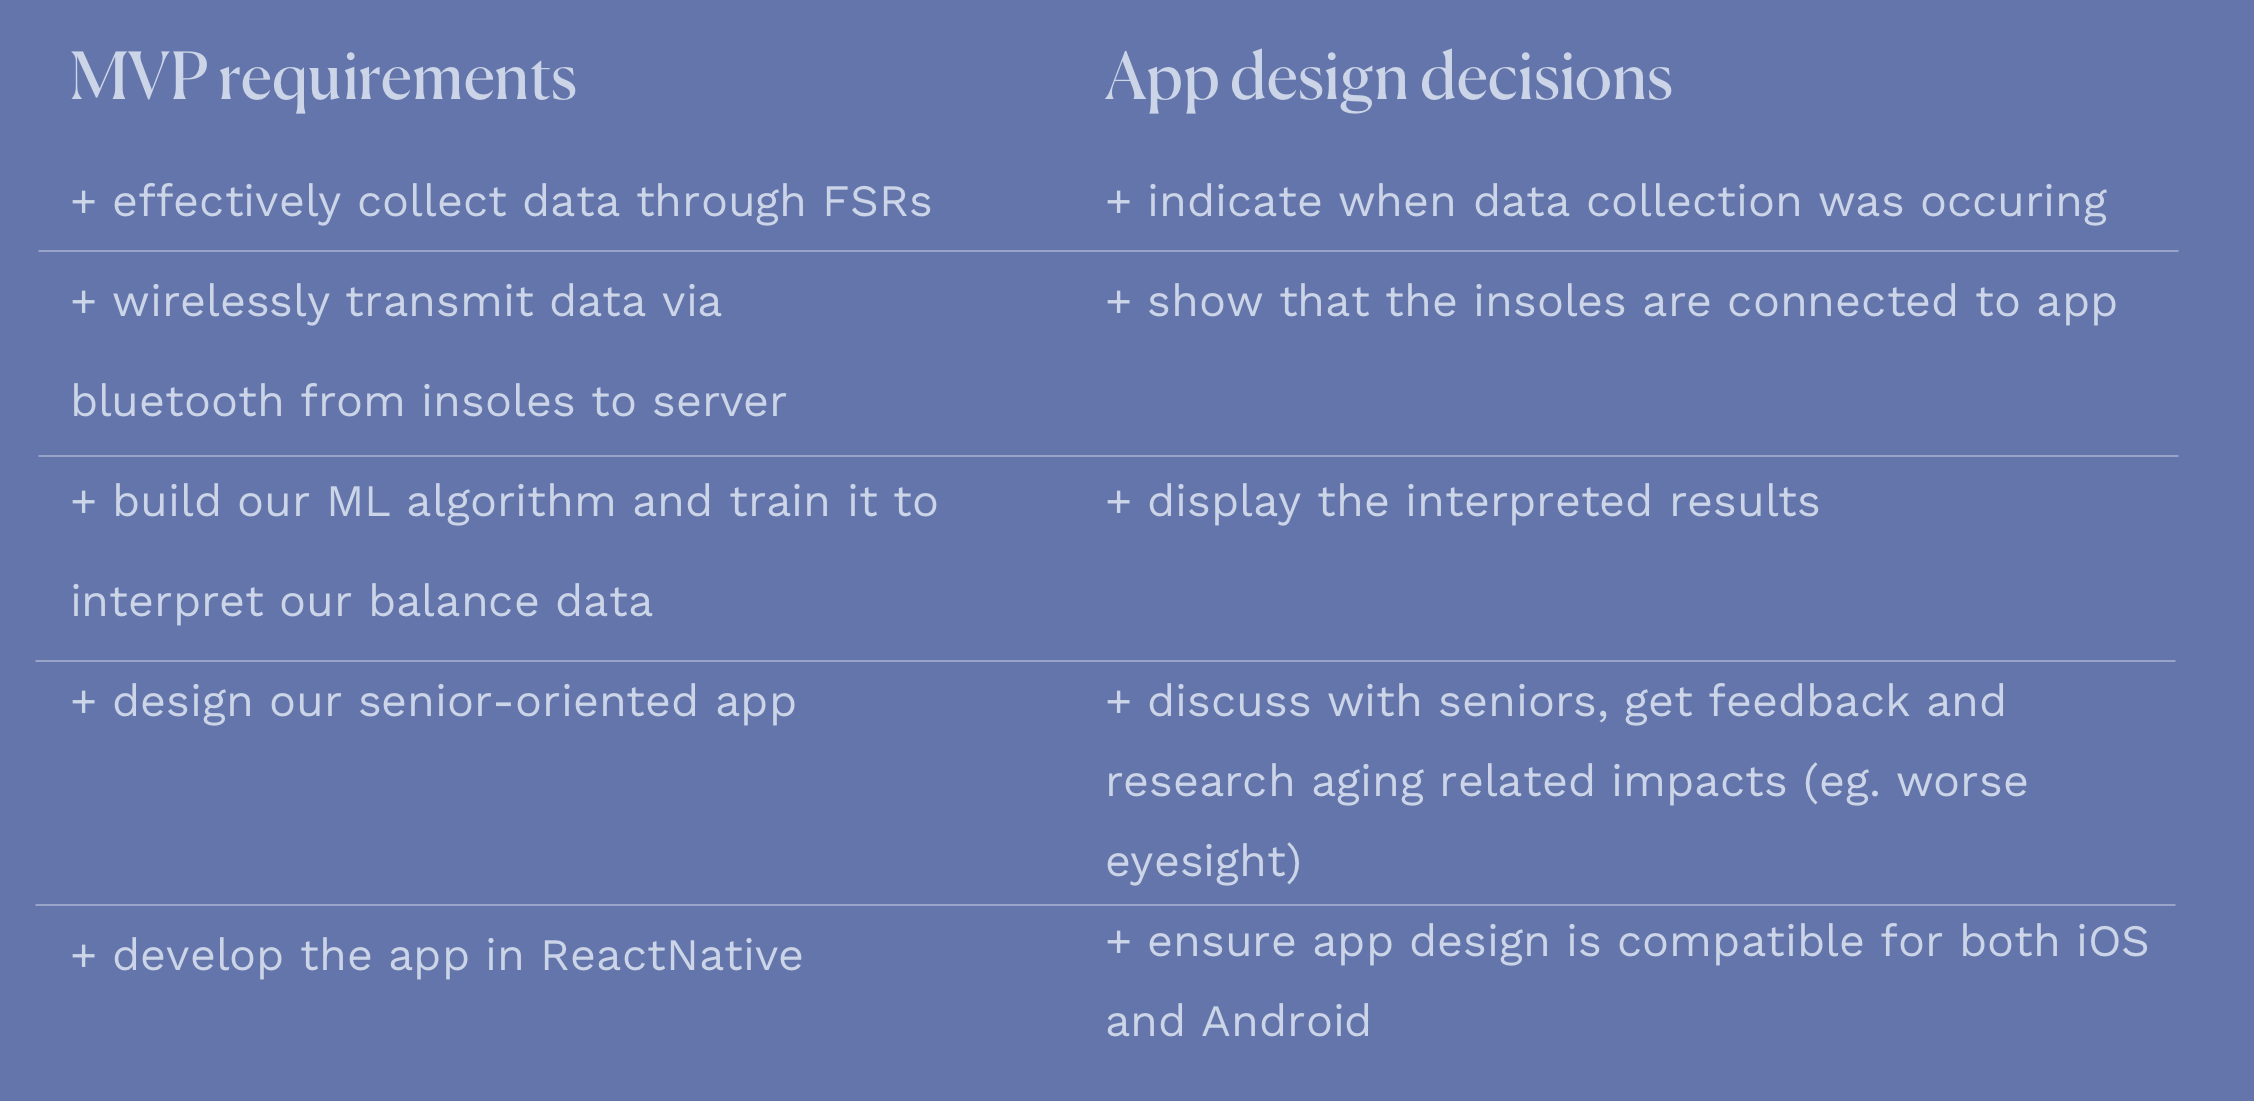 MVP requirements
App design decisions
+ effectively collect data through FSRs
+ indicate when data collection was occuring
+ wirelessly transmit data via
bluetooth from insoles to server
+ show that the insoles are connected to app
+ build our ML algorithm and train it to
interpret our balance data
+ display the interpreted results
+ design our senior-oriented app
+ discuss with seniors, get feedback and
research aging related impacts (eg. worse
eyesight)
+ develop the app in ReactNative
+ ensure app design is compatible for both iOS
and Android